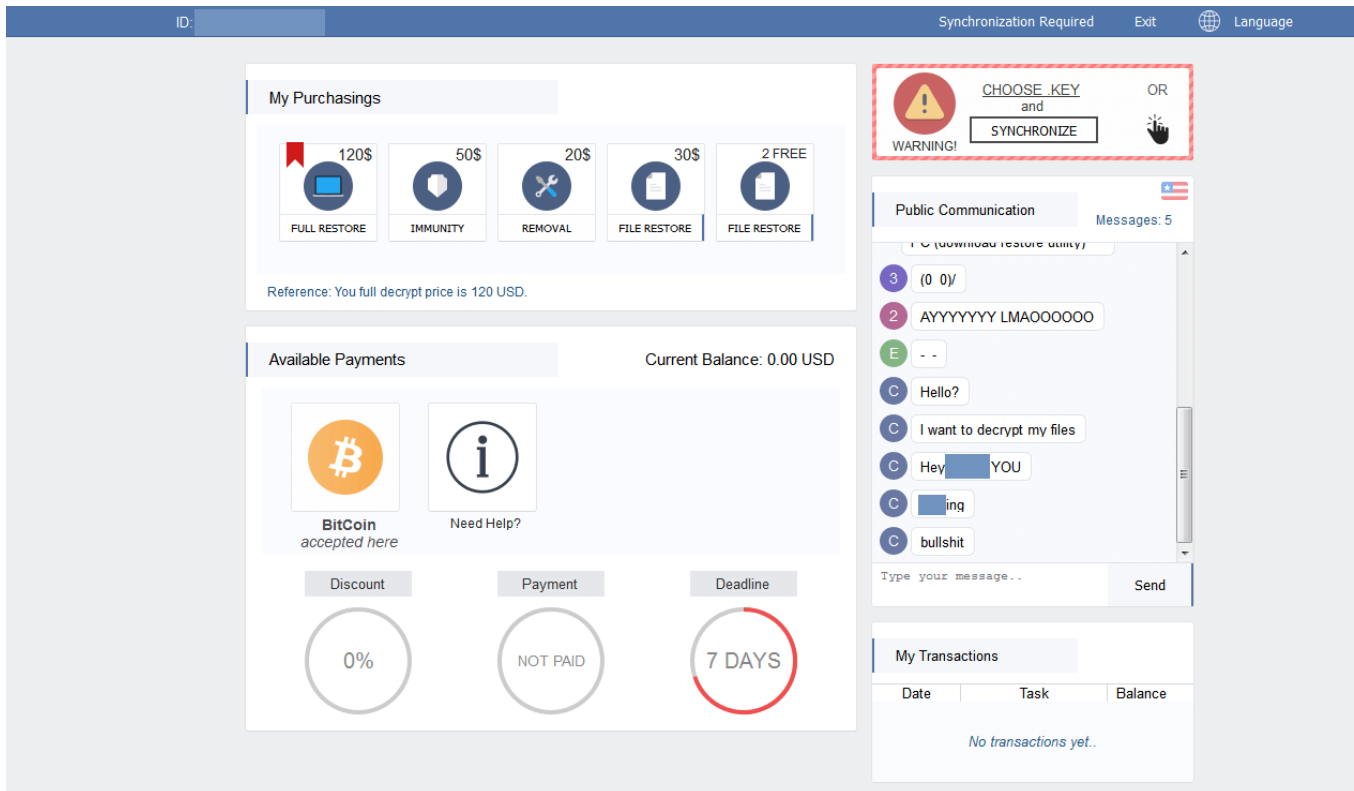 ID:
Synchronization Required
Exit
Language
My Purchasings
120$
FULL RESTORE
50$
IMMUNITY
20$
REMOVAL
30$
FILE RESTORE
2 FREE
FILE RESTORE
Reference: You full decrypt price is 120 USD.
Available Payments
Current Balance: 0.00 USD
BitCoin
accepted here
i
Need Help?
Discount
Payment
Deadline
0%
NOT PAID
7 DAYS
WARNING!
CHOOSE .KEY
and
SYNCHRONIZE
OR
Public Communication
Messages: 5
PC (download restore utility)
3 (0 0)/
2 AYYYYYYY LMAOOOOOO
E - -
C Hello?
C I want to decrypt my files
C Hey YOU
C ing
C bullshit
Type your message..
Send
My Transactions
Date Task Balance
No transactions yet..